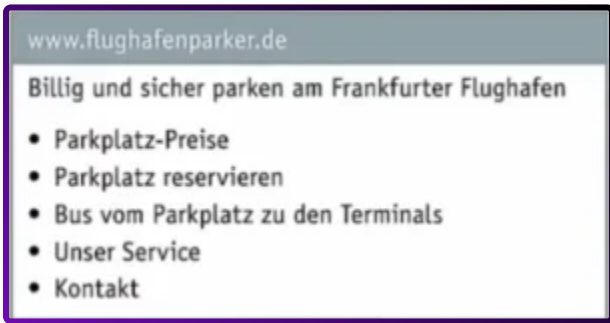 www.flughafenparker.de
Billig und sicher parken am Frankfurter Flughafen
• Parkplatz-Preise
• Parkplatz reservieren
• Bus vom Parkplatz zu den Terminals
• Unser Service
• Kontakt